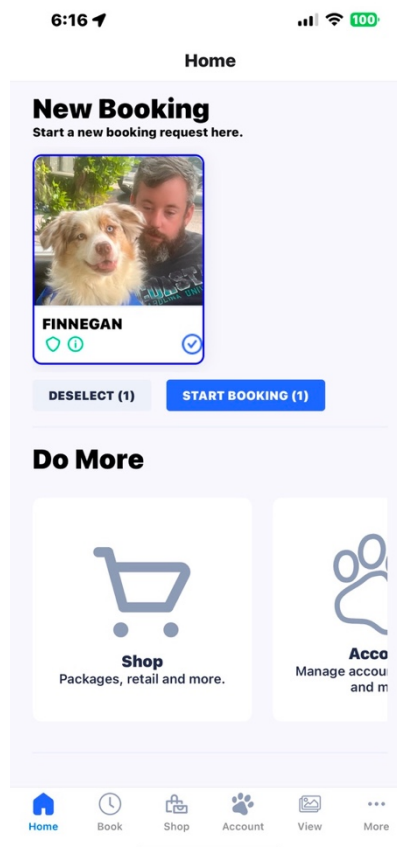 6:16
100
Home
New Booking
Start a new booking request here.
FINNEGAN
DESELECT (1)
START BOOKING (1)
Do More
Shop
Packages, retail and more.
Acco
Manage accou
and m
Home
Book
Shop
Account
View
More